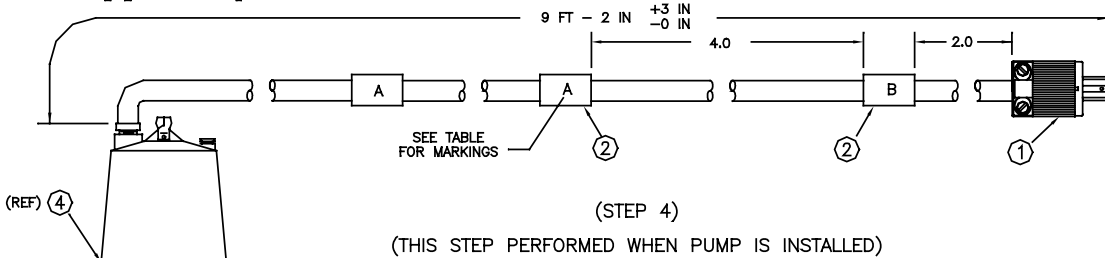 9 FT – 2 IN +3 IN
–0 IN
4.0
2.0
A
A
B
SEE TABLE
FOR MARKINGS
2
2
1
(REF) 4
(STEP 4)
(THIS STEP PERFORMED WHEN PUMP IS INSTALLED)